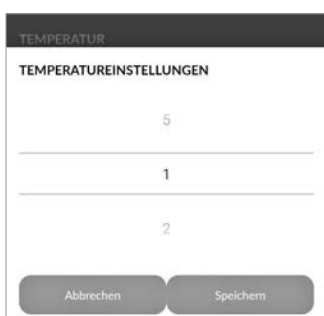 TEMPERATUR
TEMPERATUREINSTELLUNGEN
5
1
2
Abbrechen Speichern